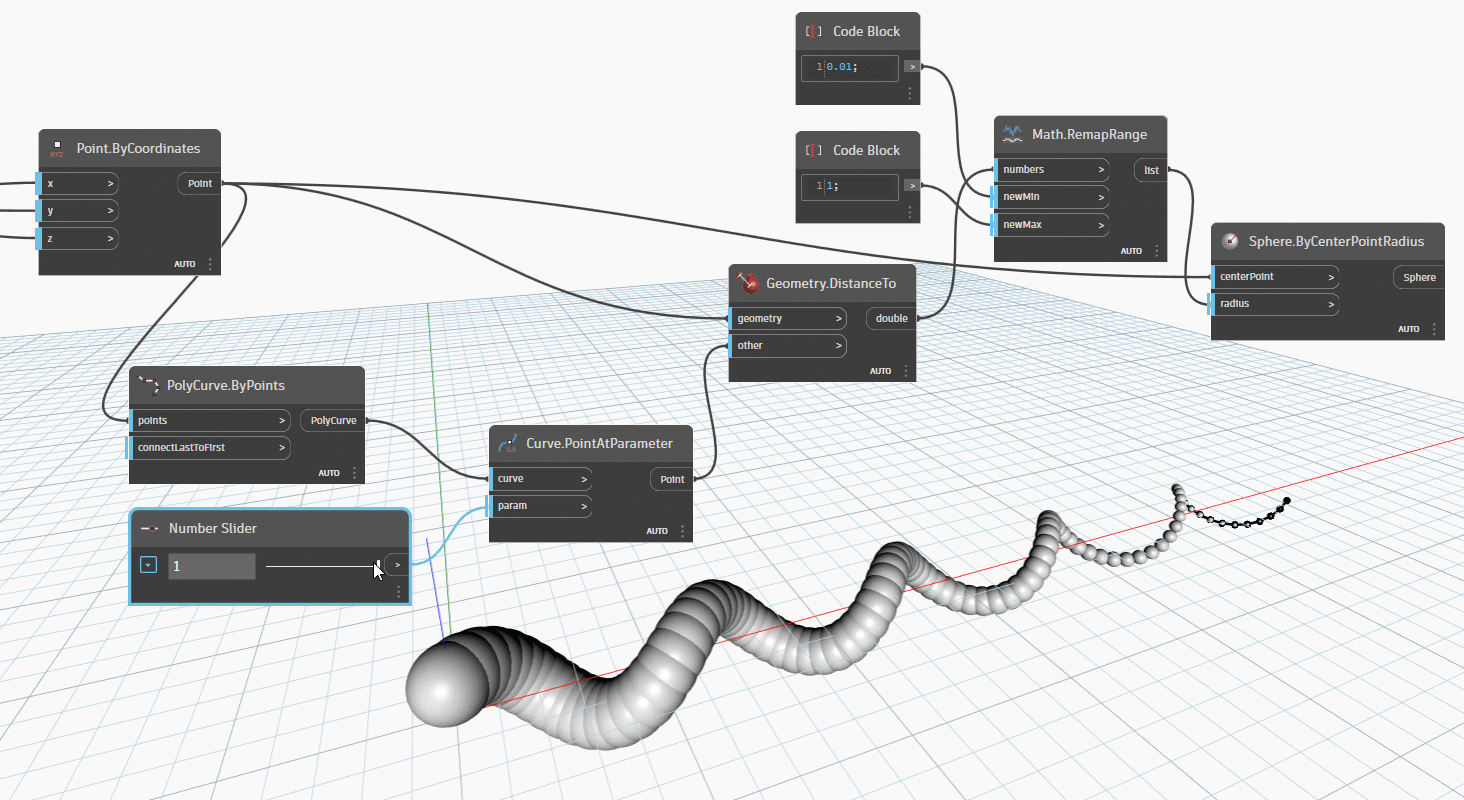 Code Block
1 0.01; >
Code Block
1 1; >
XYZ Point.ByCoordinates
x > Point
y >
z >
AUTO
Math.RemapRange
numbers > list
newMin >
newMax >
AUTO
Sphere.ByCenterPointRadius
centerPoint > Sphere
radius >
AUTO
Geometry.DistanceTo
geometry > double
other >
AUTO
PolyCurve.ByPoints
points > PolyCurve
connectLastToFirst >
AUTO
Curve.PointAtParameter
curve > Point
param >
AUTO
Number Slider
1 >